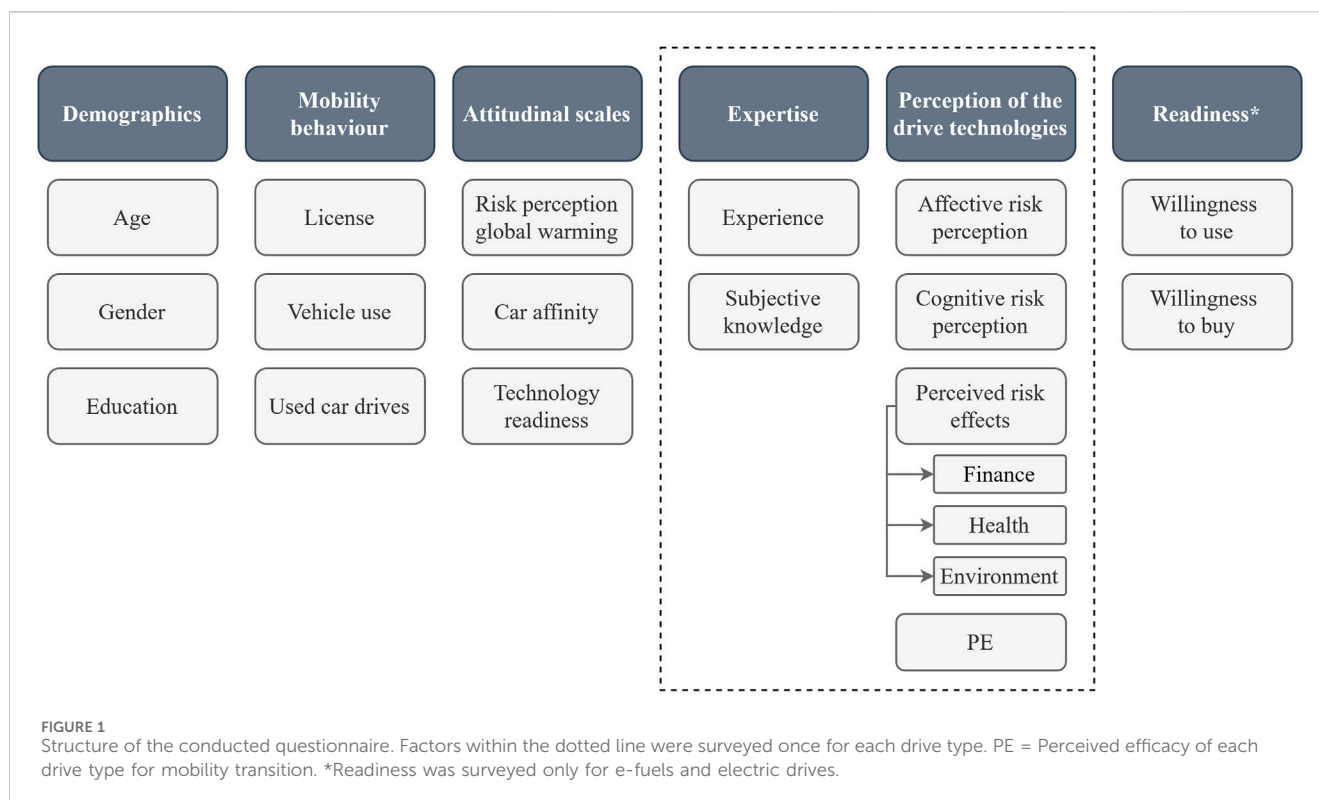 Demographics
Age
Gender
Education
Mobility
behaviour
License
Vehicle use
Used car drives
Attitudinal scales
Risk perception
global warming
Car affinity
Technology
readiness
Expertise
Experience
Subjective
knowledge
Perception of the
drive technologies
Affective risk
perception
Cognitive risk
perception
Perceived risk
effects
Finance
Health
Environment
PE
Readiness*
Willingness
to use
Willingness
to buy
FIGURE 1
Structure of the conducted questionnaire. Factors within the dotted line were surveyed once for each drive type. PE = Perceived efficacy of each
drive type for mobility transition. *Readiness was surveyed only for e-fuels and electric drives.